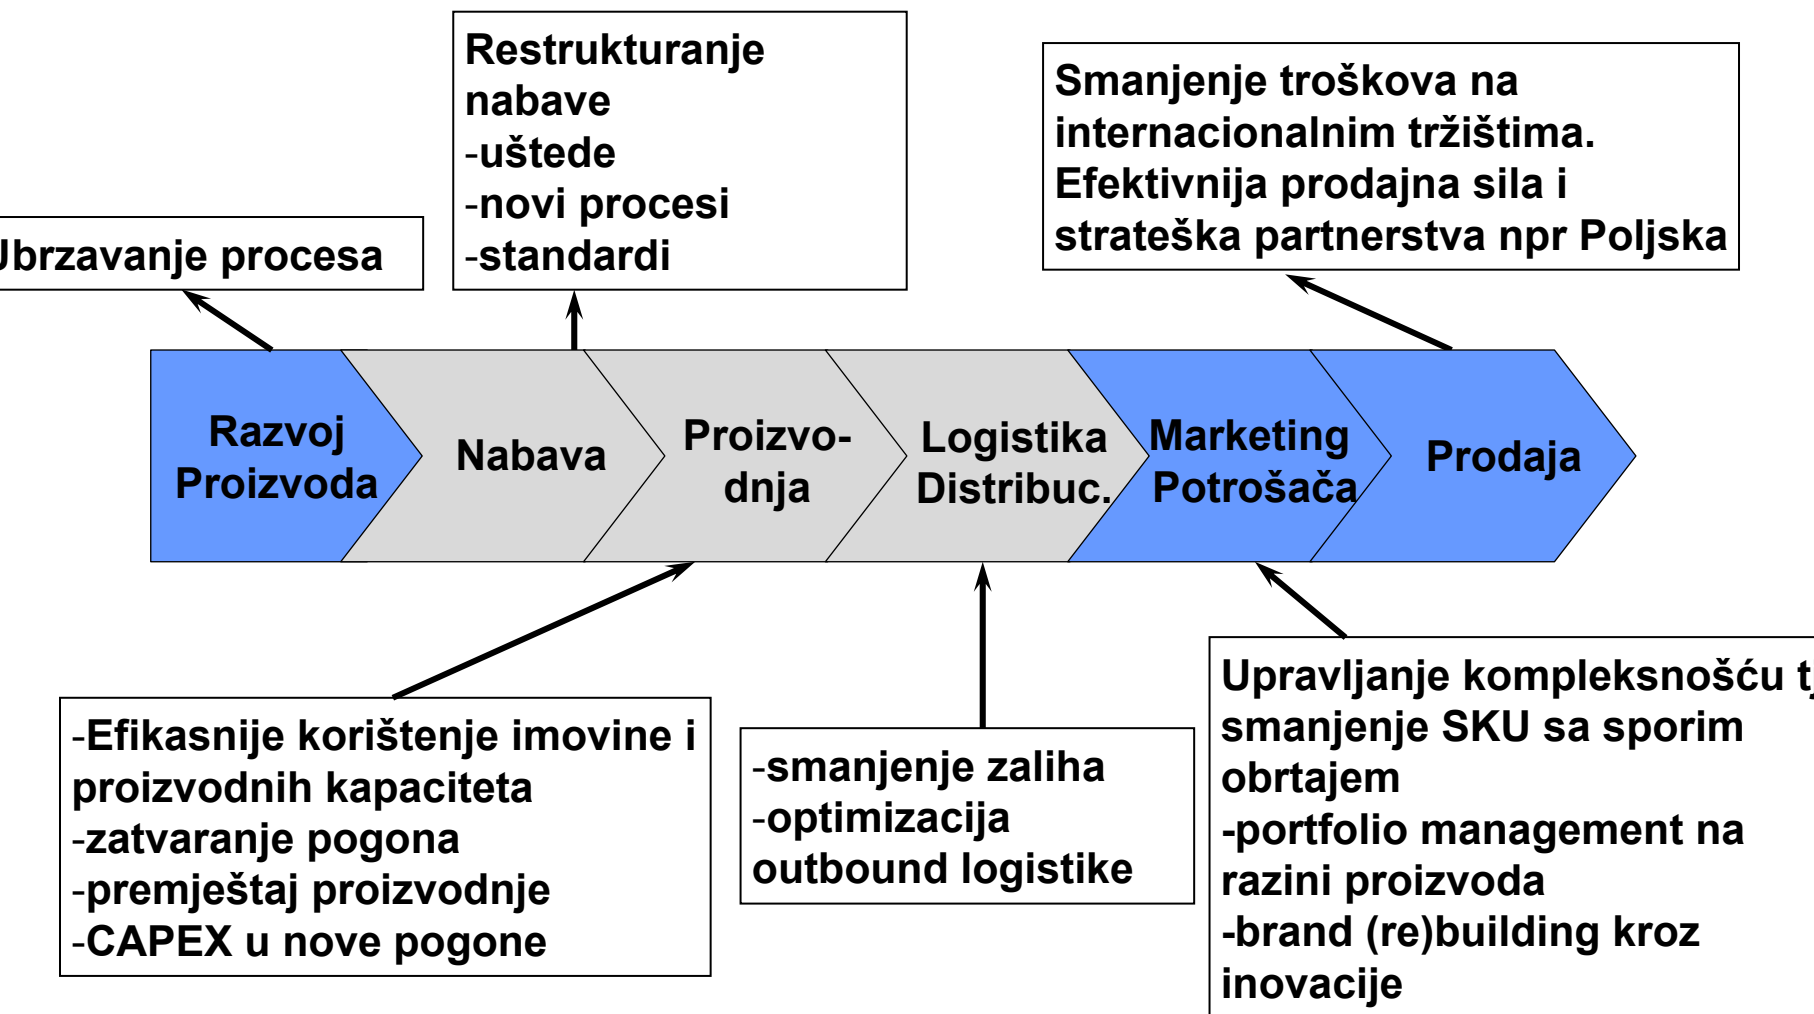 Restrukturanje
nabave
-uštede
-novi procesi
-standardi
Smanjenje troškova na
internacionalnim tržištima.
Efektivnija prodajna sila i
strateška partnerstva npr Poljska
Ubrzavanje procesa
Razvoj
Proizvoda
Nabava
Proizvo-
dnja
Logistika
Distribuc.
Marketing
Potrošača
Prodaja
-Efikasnije korištenje imovine i
proizvodnih kapaciteta
-zatvaranje pogona
-premještaj proizvodnje
-CAPEX u nove pogone
-smanjenje zaliha
-optimizacija
outbound logistike
Upravljanje kompleksnošću tj
smanjenje SKU sa sporim
obrtajem
-portfolio management na
razini proizvoda
-brand (re)building kroz
inovacije